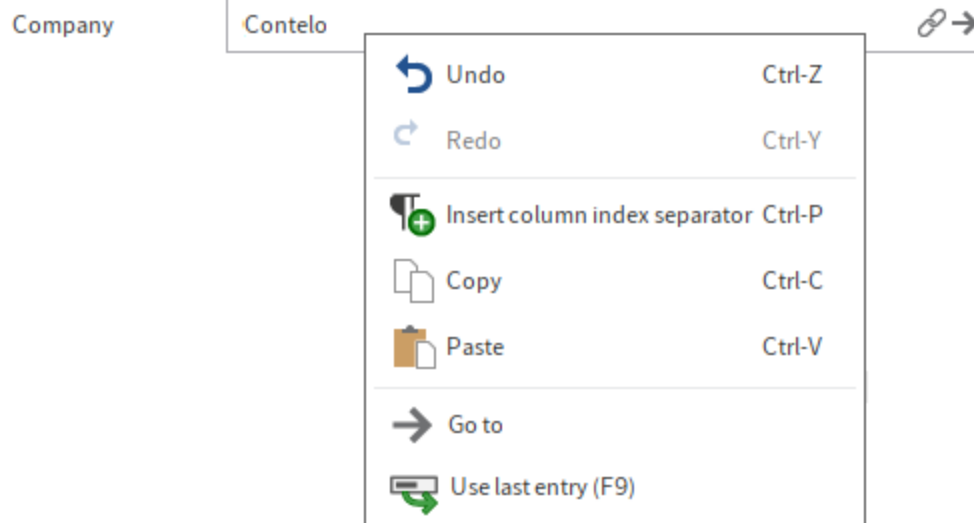 Company Contelo
Undo Ctrl-Z
Redo Ctrl-Y
Insert column index separator Ctrl-P
Copy Ctrl-C
Paste Ctrl-V
Go to
Use last entry (F9)